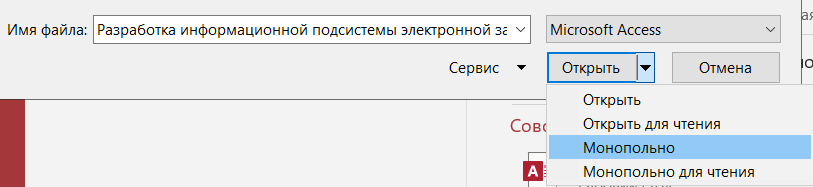 Имя файла: Разработка информационной подсистемы электронной за Microsoft Access
Сервис Открыть Отмена
Открыть
Открыть для чтения
Монопольно
Монопольно для чтения